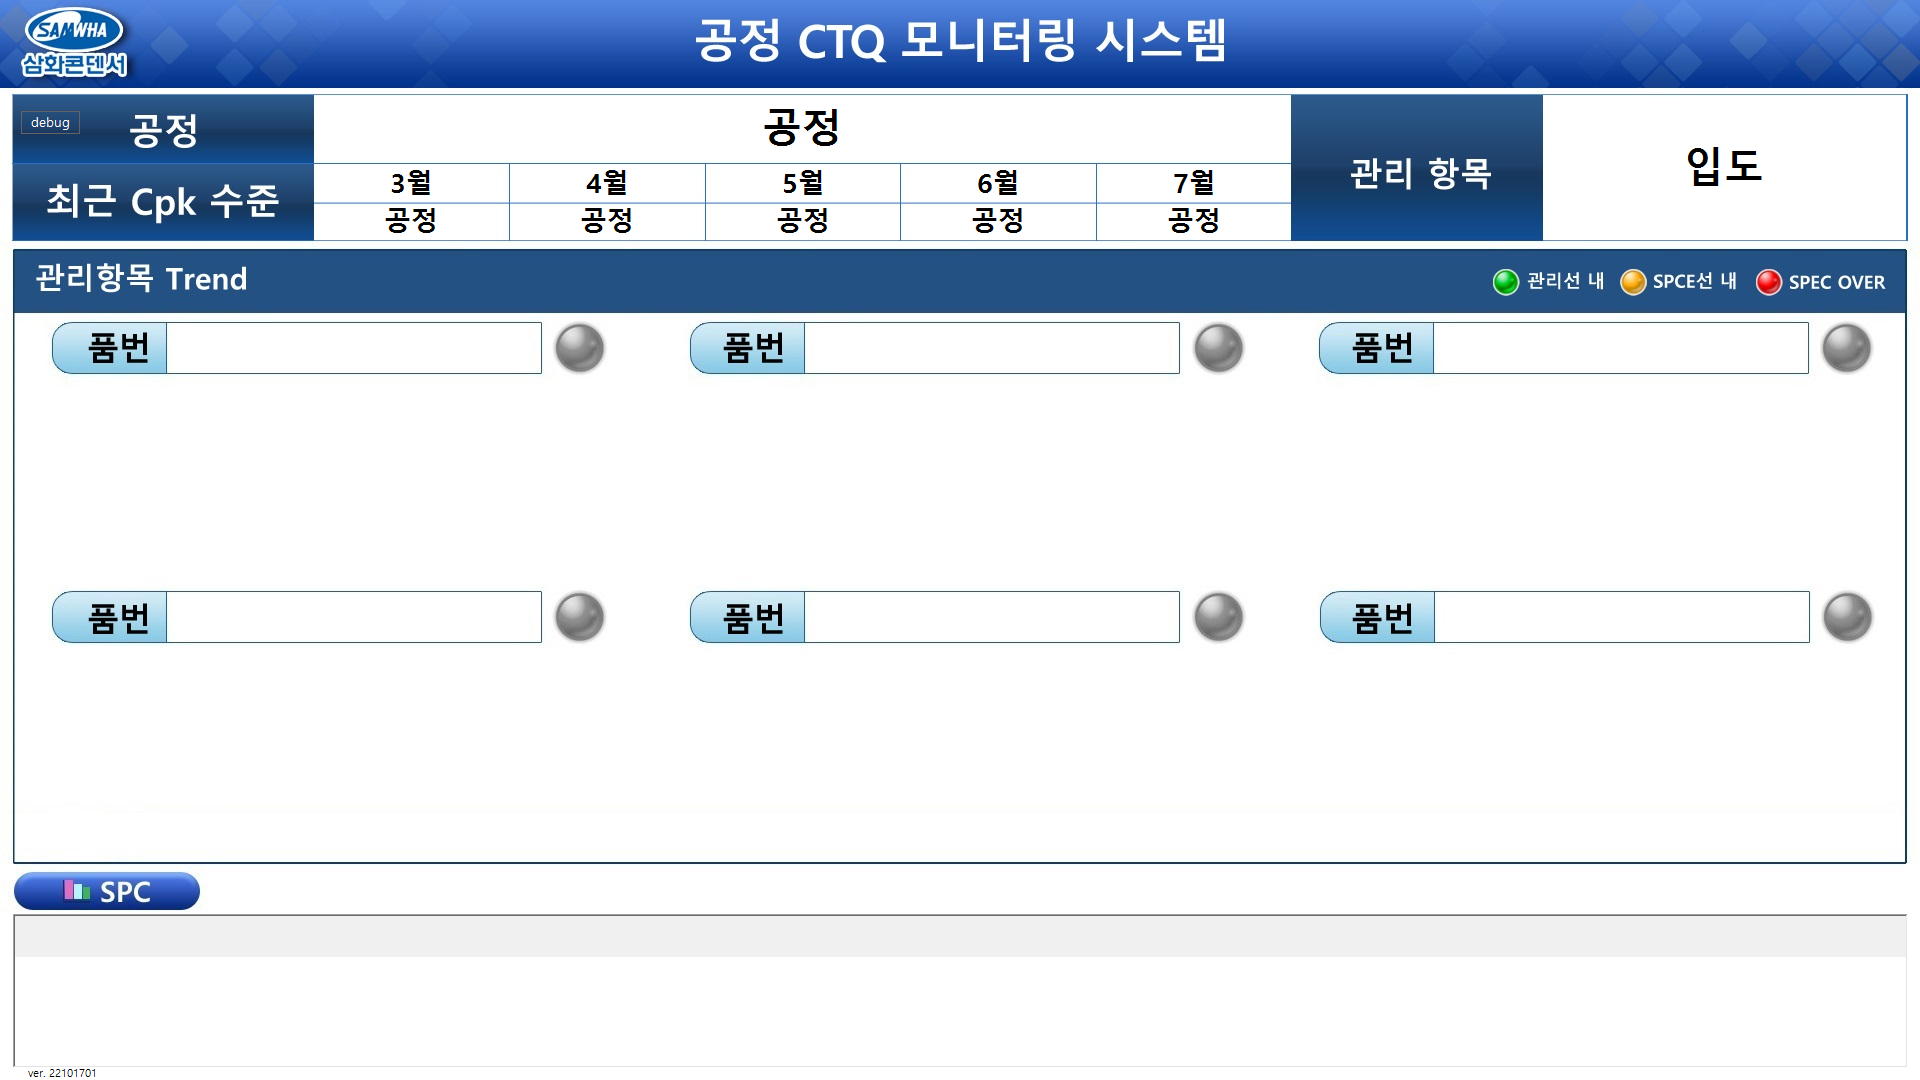 SAMWHA
삼화콘덴서
공정 CTQ 모니터링 시스템
debug
공정
공정
관리 항목
입도
최근 Cpk 수준
3월 4월 5월 6월 7월
공정 공정 공정 공정 공정
관리항목 Trend
관리선 내 SPCE선 내 SPEC OVER
품번 품번 품번
품번 품번 품번
SPC
ver. 22101701